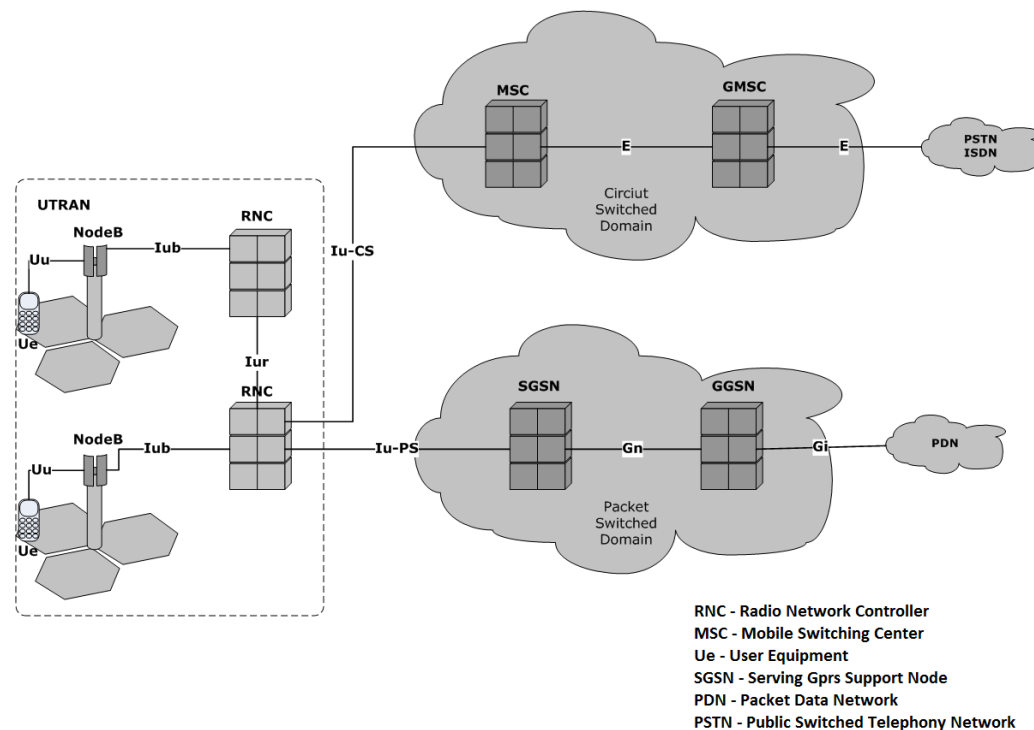 MSC
GMSC
E
E
PSTN
ISDN
Circiut
Switched
Domain
UTRAN
RNC
NodeB
Iub
Uu
Iu-CS
Ue
Iur
RNC
NodeB
Iub
Uu
Ue
Iu-PS
SGSN
GGSN
Gn
Gi
PDN
Packet
Switched
Domain
RNC - Radio Network Controller
MSC - Mobile Switching Center
Ue - User Equipment
SGSN - Serving Gprs Support Node
PDN - Packet Data Network
PSTN - Public Switched Telephony Network